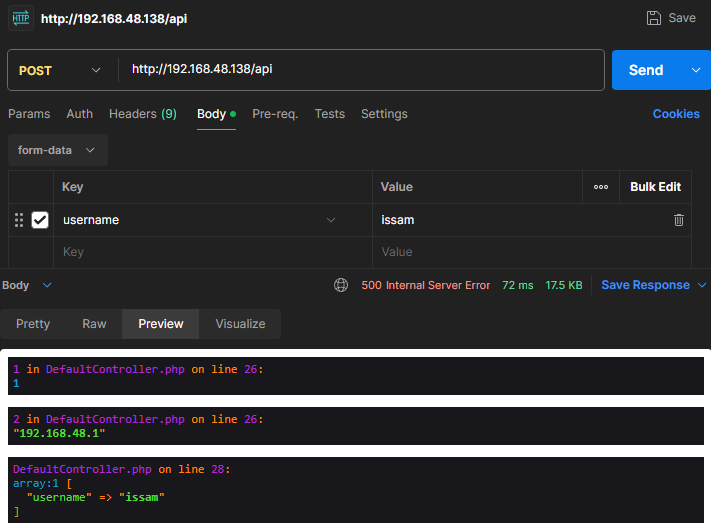 HTTP
http://192.168.48.138/api
Save
POST
http://192.168.48.138/api
Send
Params Auth Headers (9) Body Pre-req. Tests Settings Cookies
form-data
Key Value Bulk Edit
username issam
Key Value
Body 500 Internal Server Error 72 ms 17.5 KB Save Response
Pretty Raw Preview Visualize
1 in DefaultController.php on line 26:
1
2 in DefaultController.php on line 26:
"192.168.48.1"
DefaultController.php on line 28:
array:1 [
"username" => "issam"
]